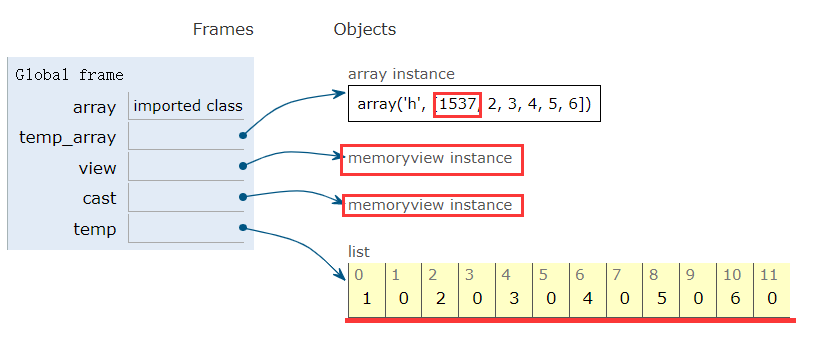 Frames Objects
Global frame
array imported class
temp_array
view
cast
temp
array instance
array('h', [1537, 2, 3, 4, 5, 6])
memoryview instance
memoryview instance
list
0 1 2 3 4 5 6 7 8 9 10 11
1 0 2 0 3 0 4 0 5 0 6 0